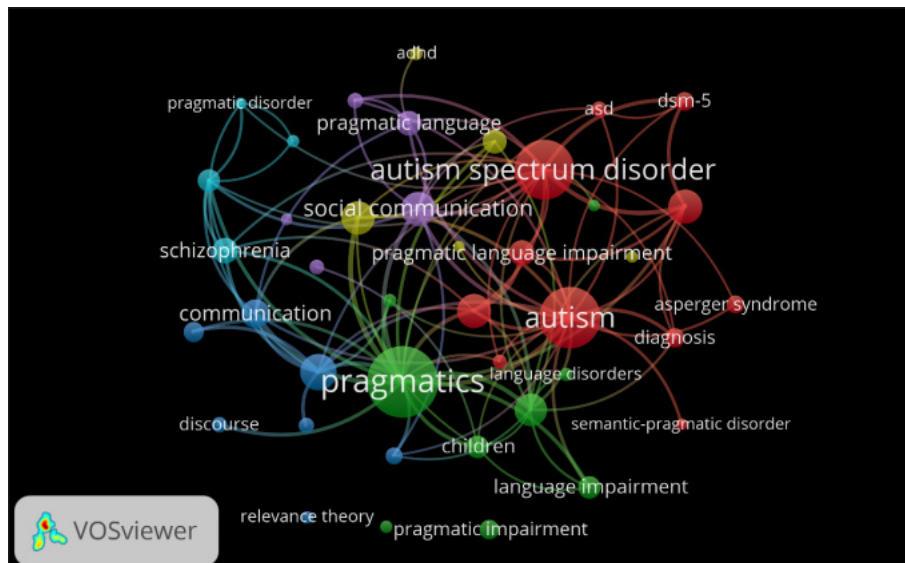 adhd
pragmatic disorder
asd
dsm-5
pragmatic language
autism spectrum disorder
social communication
schizophrenia
pragmatic language impairment
communication
autism
asperger syndrome
diagnosis
pragmatics
language disorders
discourse
semantic-pragmatic disorder
children
language impairment
relevance theory
pragmatic impairment
VOSviewer